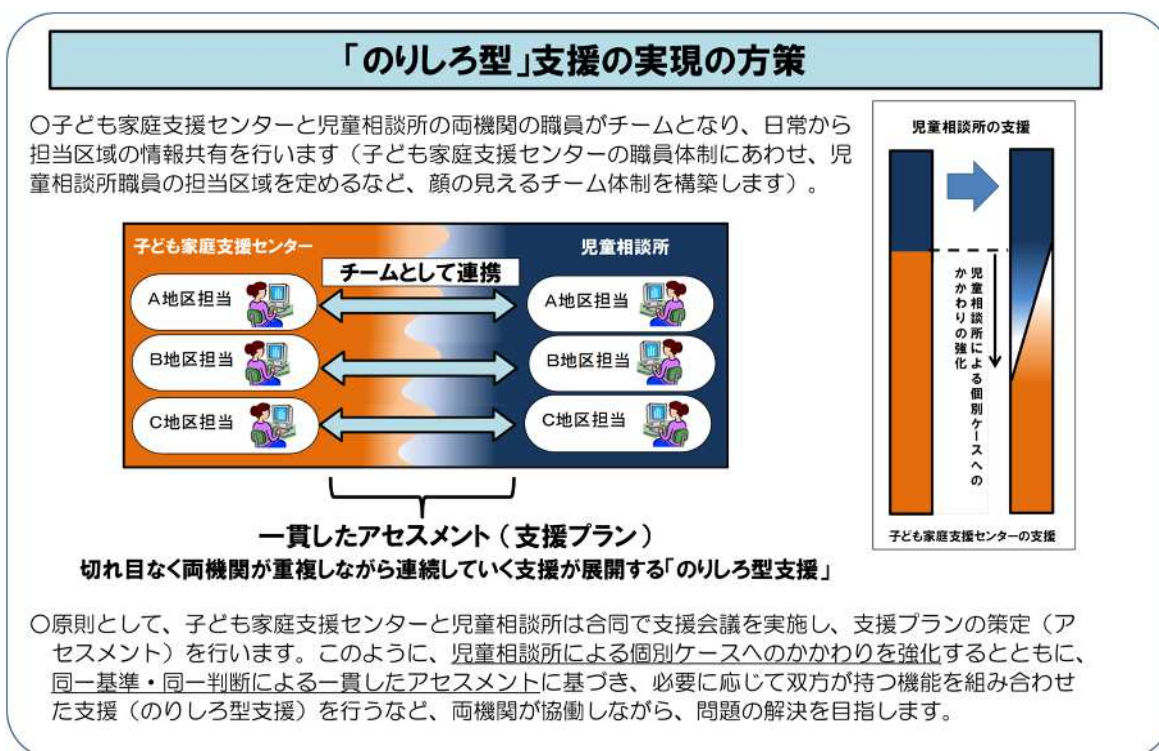 「のりしろ型」支援の実現の方策
〇子ども家庭支援センターと児童相談所の両機関の職員がチームとなり、日常から
担当区域の情報共有を行います（子ども家庭支援センターの職員体制にあわせ、児
童相談所職員の担当区域を定めるなど、顔の見えるチーム体制を構築します）。
子ども家庭支援センター
児童相談所
チームとして連携
A地区担当
A地区担当
B地区担当
B地区担当
C地区担当
C地区担当
一貫したアセスメント（支援プラン）
切れ目なく両機関が重複しながら連続していく支援が展開する「のりしろ型支援」
児童相談所の支援
児童相談所による個別ケースへの
かかわりの強化
子ども家庭支援センターの支援
〇原則として、子ども家庭支援センターと児童相談所は合同で支援会議を実施し、支援プランの策定（ア
セスメント）を行います。このように、児童相談所による個別ケースへのかかわりを強化するとともに、
同一基準・同一判断による一貫したアセスメントに基づき、必要に応じて双方が持つ機能を組み合わせ
た支援（のりしろ型支援）を行うなど、両機関が協働しながら、問題の解決を目指します。